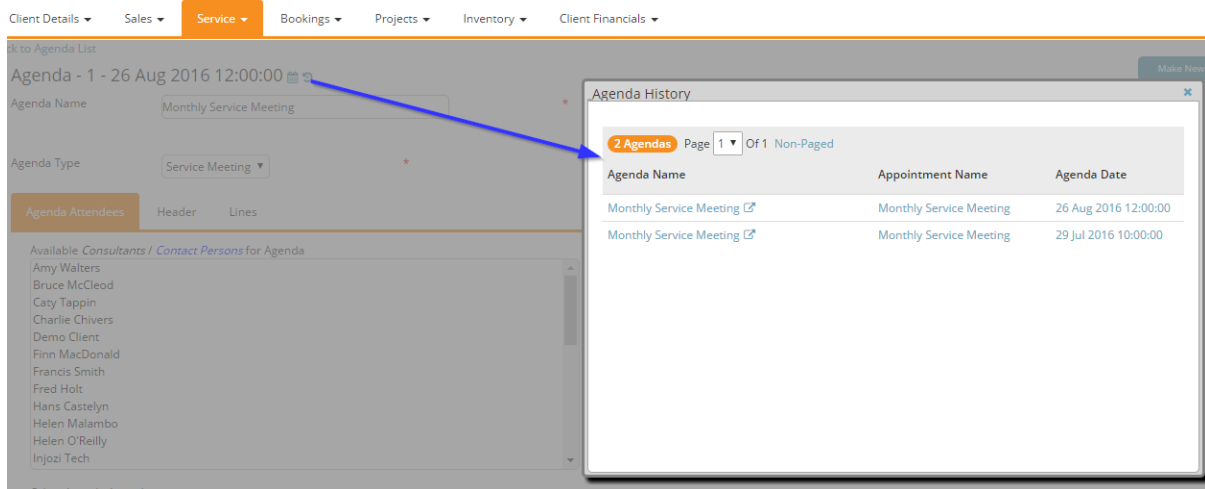 Client Details Sales Service Bookings Projects Inventory Client Financials
ck to Agenda List
Agenda - 1 - 26 Aug 2016 12:00:00
Make New
Agenda Name Monthly Service Meeting *
Agenda Type Service Meeting *
Agenda Attendees Header Lines
Available Consultants / Contact Persons for Agenda
Amy Walters
Bruce McCleod
Caty Tappin
Charlie Chivers
Demo Client
Finn MacDonald
Francis Smith
Fred Holt
Hans Castelyn
Helen Malambo
Helen O'Reilly
Injozi Tech
Agenda History
2 Agendas Page 1 Of 1 Non-Paged
Agenda Name Appointment Name Agenda Date
Monthly Service Meeting Monthly Service Meeting 26 Aug 2016 12:00:00
Monthly Service Meeting Monthly Service Meeting 29 Jul 2016 10:00:00